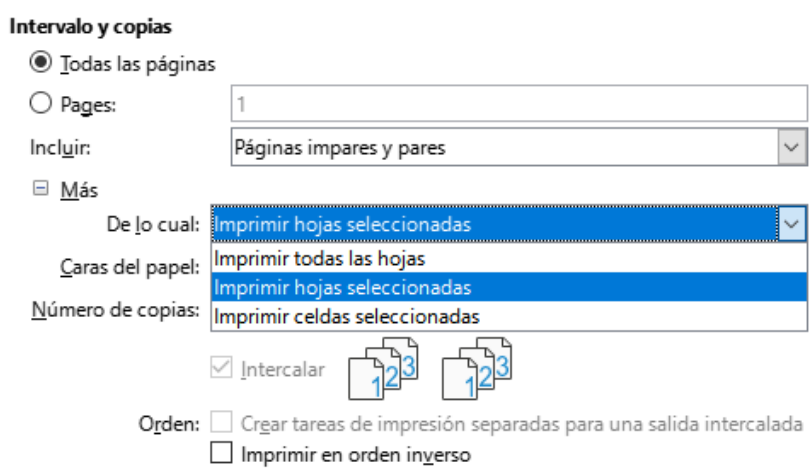 Intervalo y copias
Todas las páginas
Pages: 1
Incluir: Páginas impares y pares
Más
De lo cual: Imprimir hojas seleccionadas
Imprimir todas las hojas
Caras del papel:
Imprimir hojas seleccionadas
Número de copias:
Imprimir celdas seleccionadas
Intercalar 1 2 3 1 2 3
Orden: Crear tareas de impresión separadas para una salida intercalada
Imprimir en orden inverso